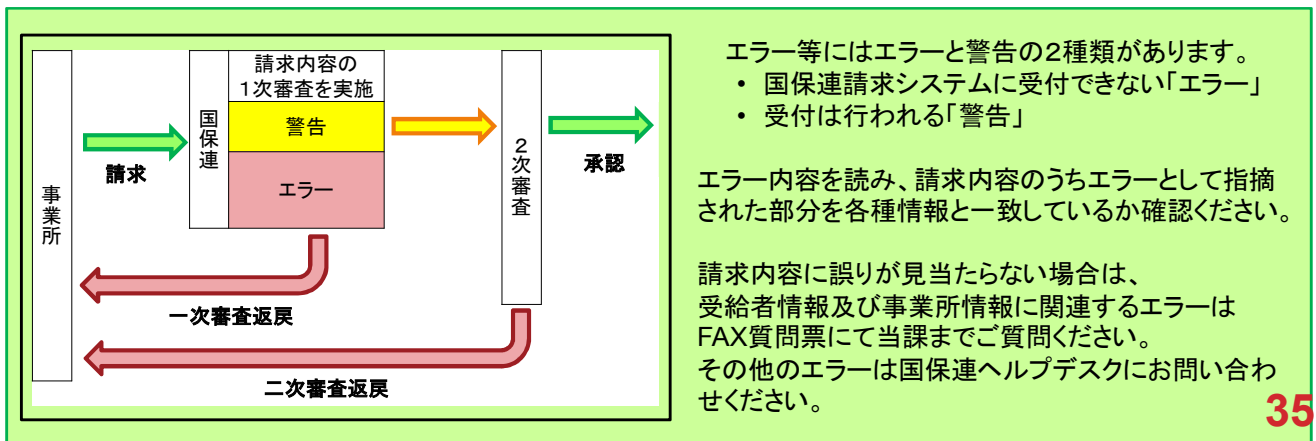 請求内容の
1次審査を実施
警告
エラー
国保連
事業所
請求
2次審査
承認
一次審査返戻
二次審査返戻
エラー等にはエラーと警告の2種類があります。
• 国保連請求システムに受付できない「エラー」
• 受付は行われる「警告」
エラー内容を読み、請求内容のうちエラーとして指摘
された部分を各種情報と一致しているか確認ください。
請求内容に誤りが見当たらない場合は、
受給者情報及び事業所情報に関連するエラーは
FAX質問票にて当課までご質問ください。
その他のエラーは国保連ヘルプデスクにお問い合わ
せください。
35